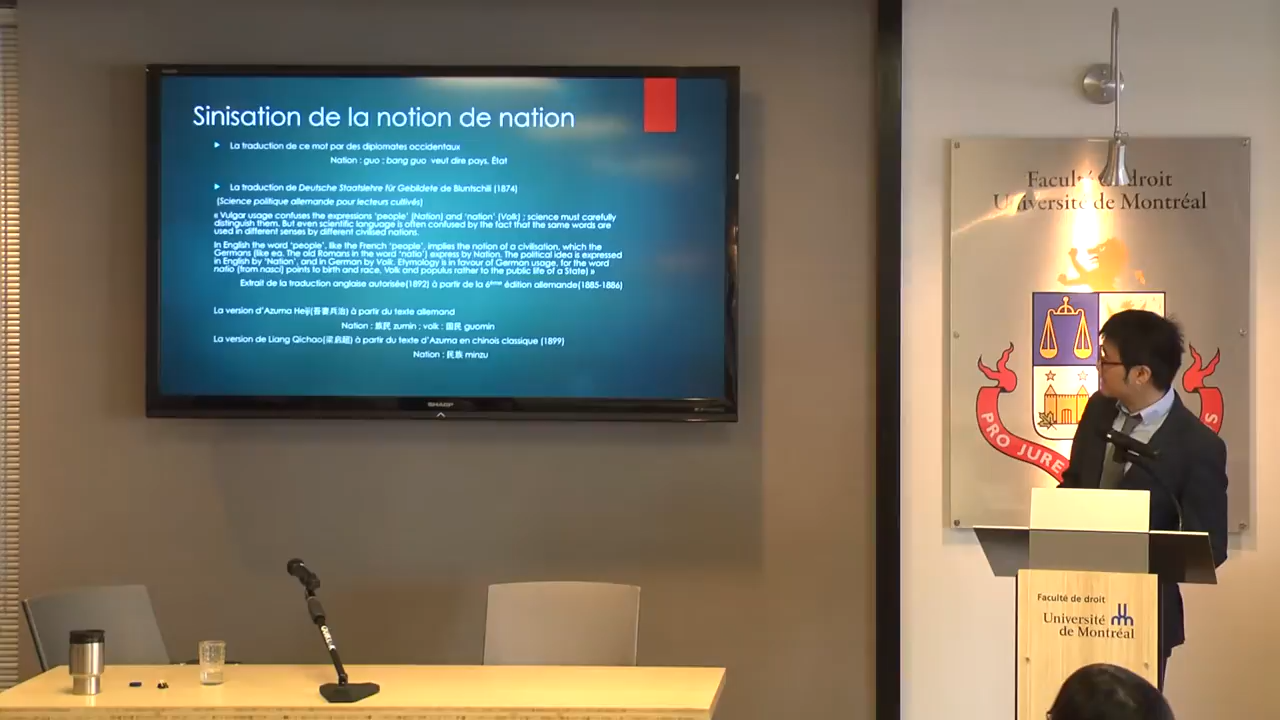 Sinisation de la notion de nation
La traduction de ce mot par des diplomates occidentaux
Nation : guo ; bang guo veut dire pays, État
La traduction de Deutsche Staatslehre für Gebildete de Bluntschili (1874)
(Science politique allemande pour lecteurs cultivés)
« Vulgar usage confuses the expressions 'people' (Nation) and 'nation' (Volk) ; science must carefully
distinguish them. But even scientific language is often confused by the fact that the same words are
used in different senses by different civilised nations.
In English the word 'people', like the French 'peuple', implies the notion of a civilisation, which the
Germans (like ea. The old Romans in the word 'natio') express by Nation. The political idea is expressed
in English by 'Nation', and in German by Volk. Etymology is in favour of German usage, for the word
natio (from nasci) points to birth and race, Volk and populus rather to the public life of a State) »
Extrait de la traduction anglaise autorisée(1892) à partir de la 6ème édition allemande(1885-1886)
La version d'Azuma Heiji(吾妻兵治) à partir du texte allemand
Nation : 族民 zumin ; volk : 国民 guomin
La version de Liang Qichao(梁启超) à partir du texte d'Azuma en chinois classique (1899)
Nation : 民族 minzu
SHARP
Faculté de droit
Université de Montréal
PRO JURE
S
Faculté de droit
Université
de Montréal